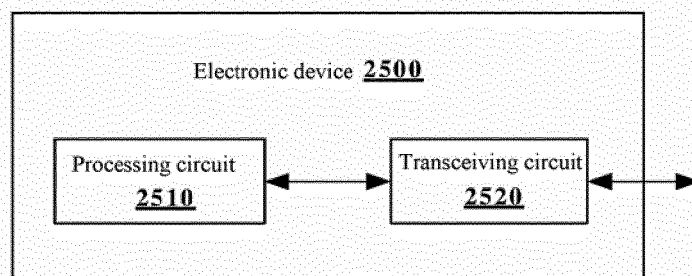 Electronic device 2500
Processing circuit
2510
Transceiving circuit
2520